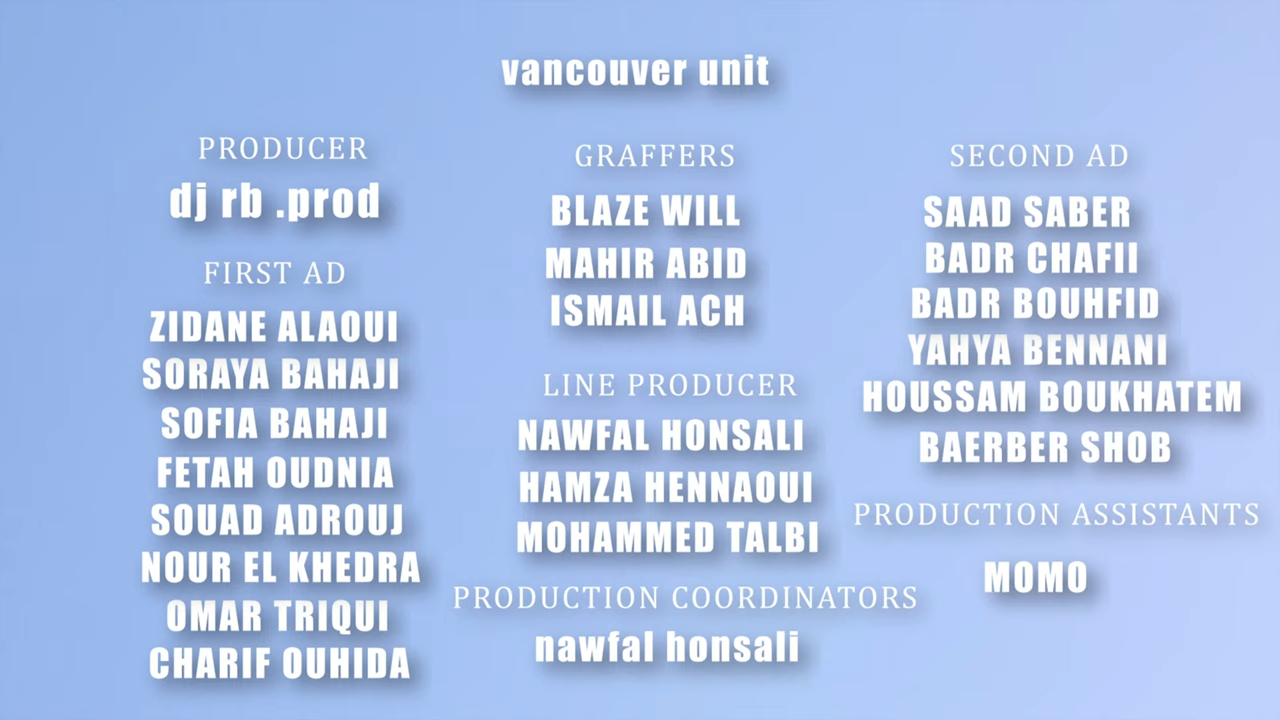 vancouver unit
PRODUCER
dj rb .prod
FIRST AD
ZIDANE ALAOUI
SORAYA BAHAJI
SOFIA BAHAJI
FETAH OUDNIA
SOUAD ADROUJ
NOUR EL KHEDRA
OMAR TRIQUI
CHARIF OUHIDA
GRAFFERS
BLAZE WILL
MAHIR ABID
ISMAIL ACH
LINE PRODUCER
NAWFAL HONSALI
HAMZA HENNAOUI
MOHAMMED TALBI
PRODUCTION COORDINATORS
nawfal honsali
SECOND AD
SAAD SABER
BADR CHAFII
BADR BOUHFID
YAHYA BENNANI
HOUSSAM BOUKHATEM
BAERBER SHOB
PRODUCTION ASSISTANTS
MOMO